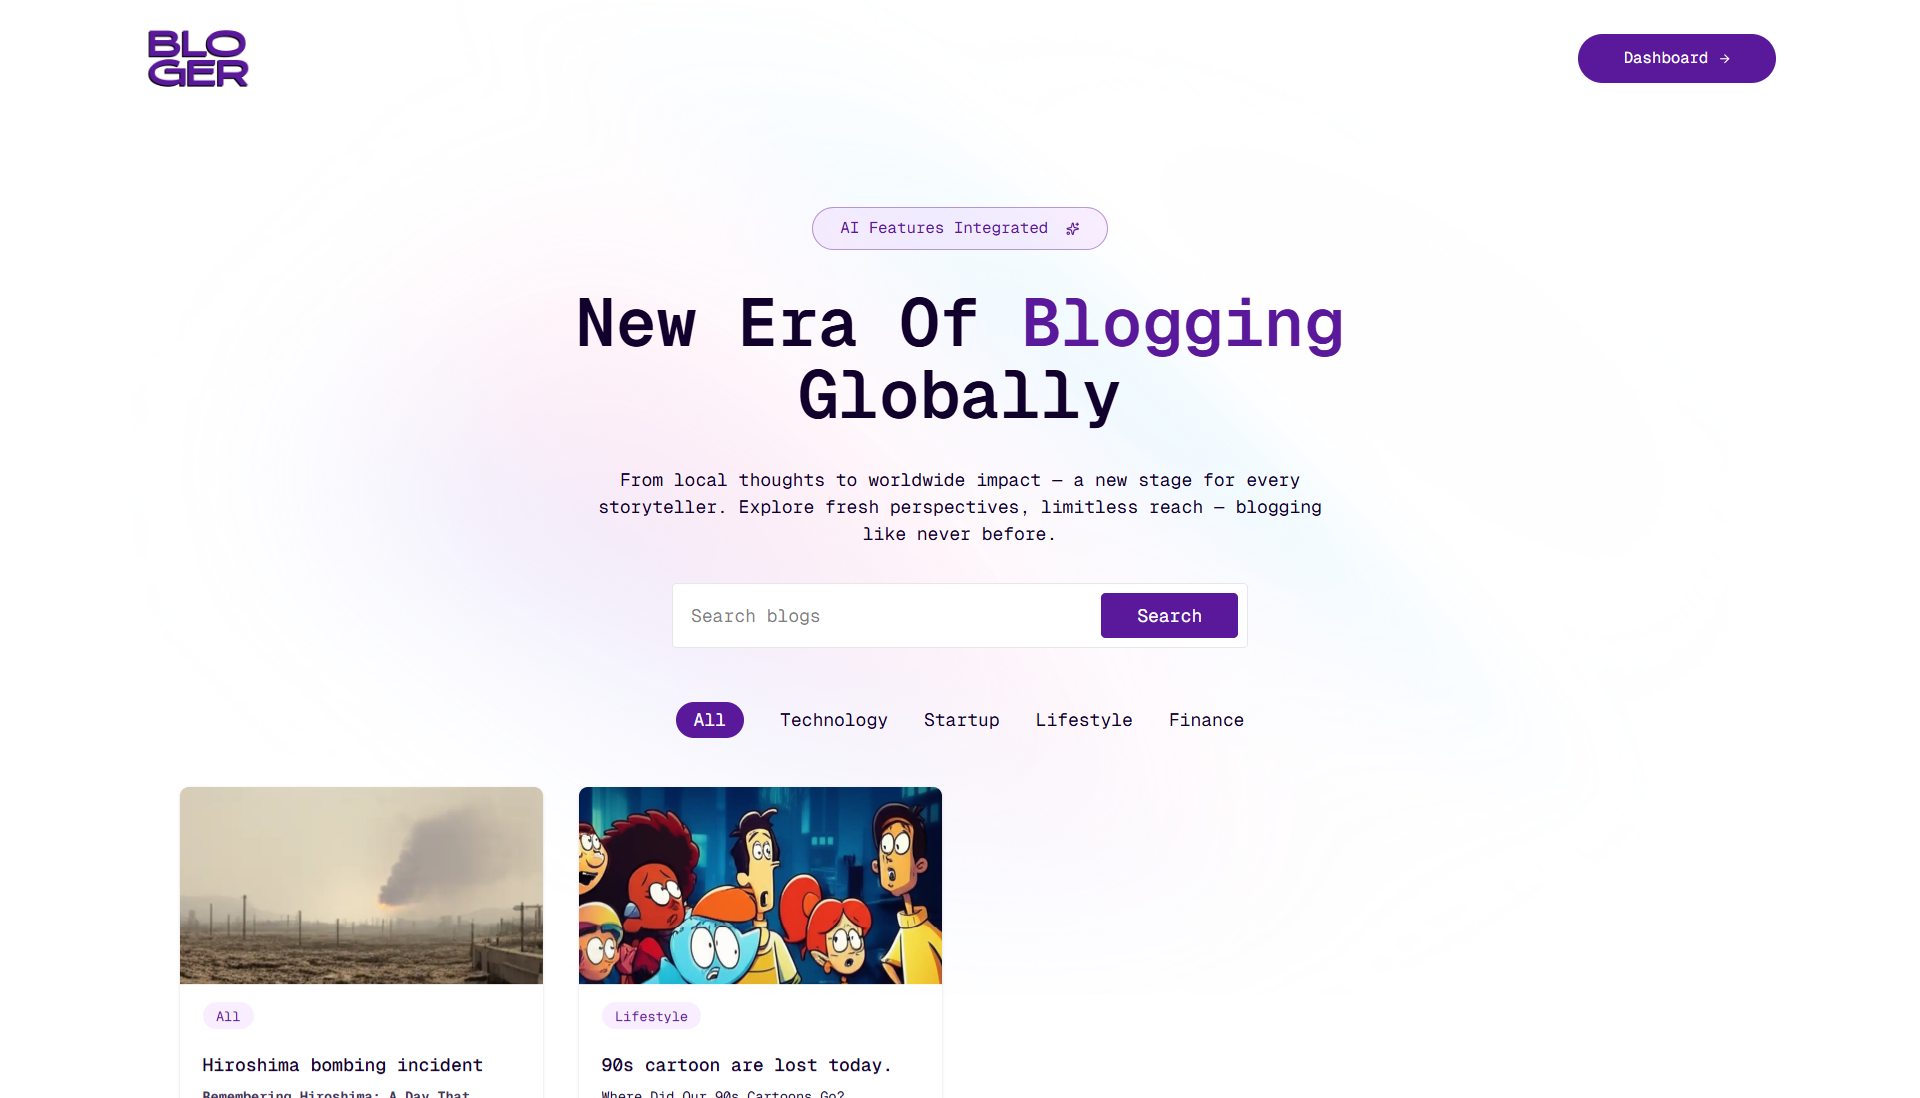 BLO
GER
Dashboard →
AI Features Integrated
New Era Of Blogging
Globally
From local thoughts to worldwide impact — a new stage for every
storyteller. Explore fresh perspectives, limitless reach — blogging
like never before.
Search blogs
Search
All
Technology
Startup
Lifestyle
Finance
All
Hiroshima bombing incident
Remembering Hiroshima: A Day That
Lifestyle
90s cartoon are lost today.
Where Did Our 90s Cartoons Go?